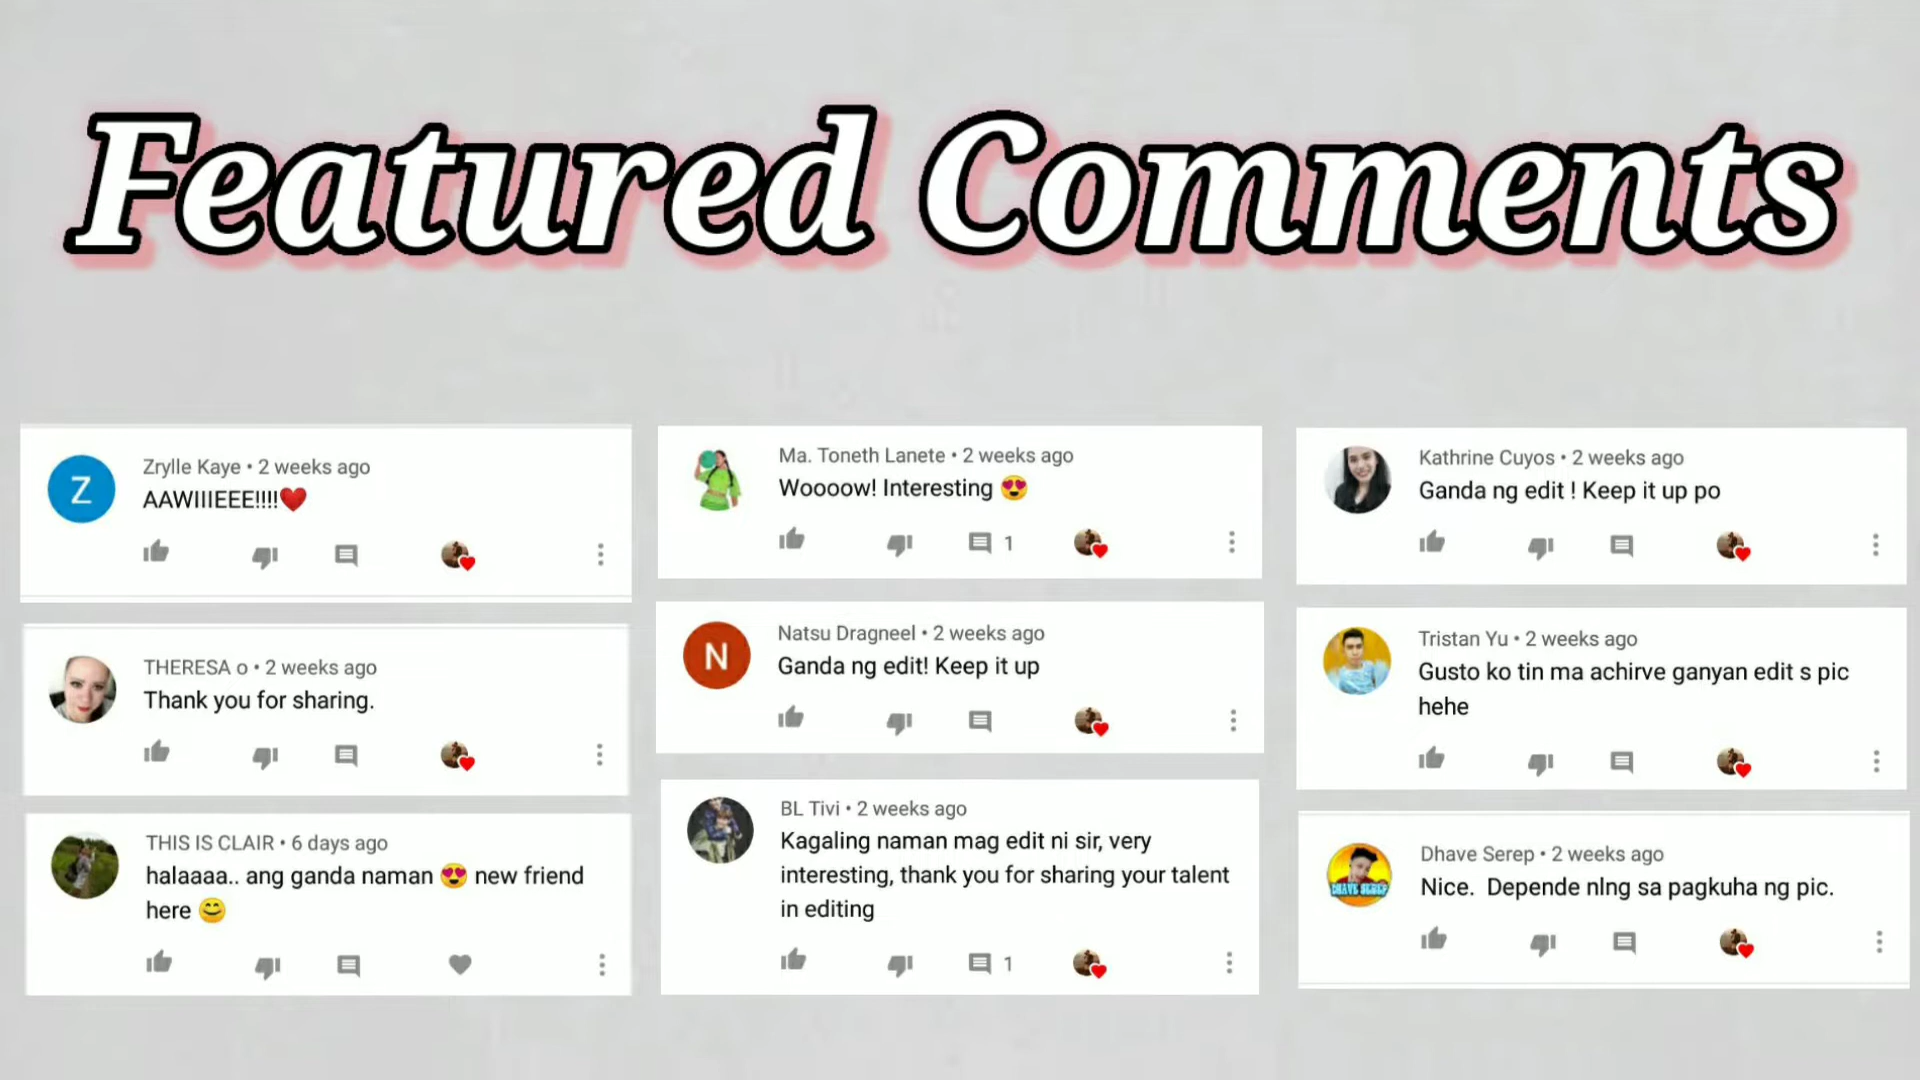 Featured Comments
Z
Zrylle Kaye • 2 weeks ago
AAWIIIEEE!!!!❤️
THERESA o • 2 weeks ago
Thank you for sharing.
THIS IS CLAIR • 6 days ago
halaaaa.. ang ganda naman 😍 new friend
here 😊
Ma. Toneth Lanete • 2 weeks ago
Woooow! Interesting 😍
1
N
Natsu Dragneel • 2 weeks ago
Ganda ng edit! Keep it up
BL Tivi • 2 weeks ago
Kagaling naman mag edit ni sir, very
interesting, thank you for sharing your talent
in editing
1
Kathrine Cuyos • 2 weeks ago
Ganda ng edit ! Keep it up po
Tristan Yu • 2 weeks ago
Gusto ko tin ma achirve ganyan edit s pic
hehe
DHAVE SEREP
Dhave Serep • 2 weeks ago
Nice.  Depende nlng sa pagkuha ng pic.